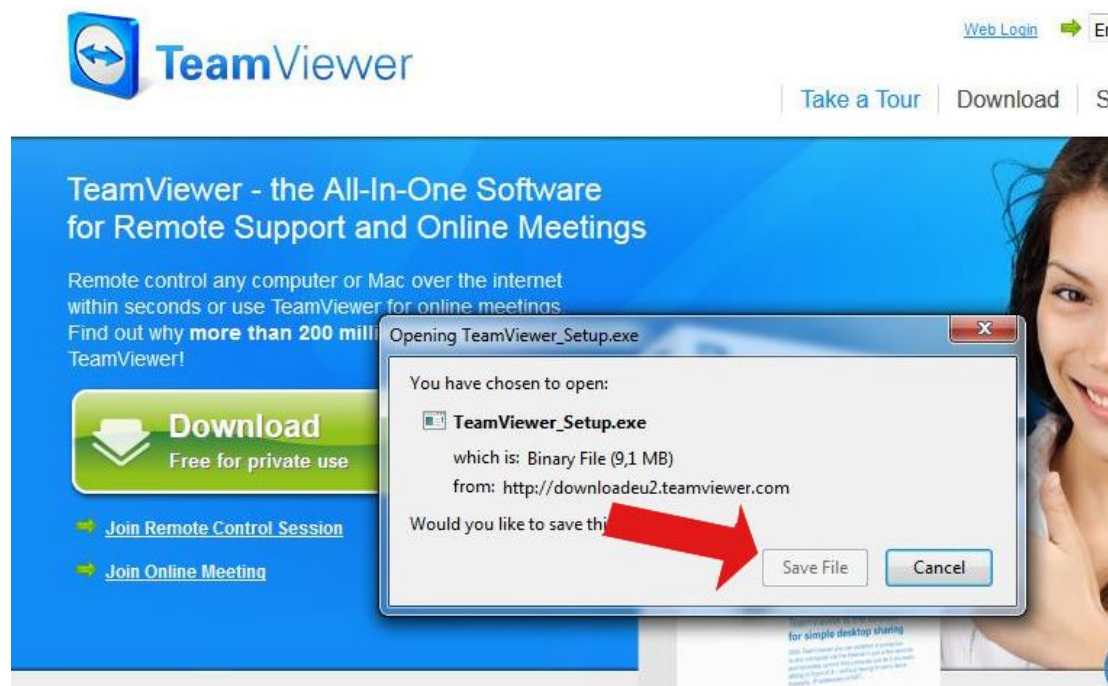 Web Login
TeamViewer
Take a Tour
Download
S
TeamViewer - the All-In-One Software
for Remote Support and Online Meetings
Remote control any computer or Mac over the internet
within seconds or use TeamViewer for online meetings.
Find out why more than 200 milli
TeamViewer!
Download
Free for private use
Join Remote Control Session
Join Online Meeting
Opening TeamViewer_Setup.exe
You have chosen to open:
TeamViewer_Setup.exe
which is: Binary File (9,1 MB)
from: http://downloadeu2.teamviewer.com
Would you like to save thi
Save File
Cancel
for simple desktop sharing